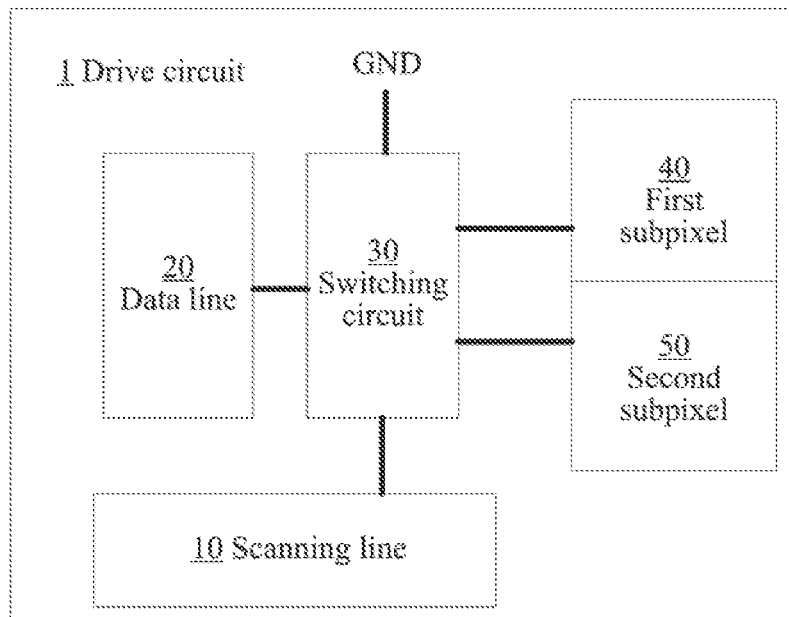 1 Drive circuit
GND
20
Data line
30
Switching
circuit
40
First
subpixel
50
Second
subpixel
10 Scanning line